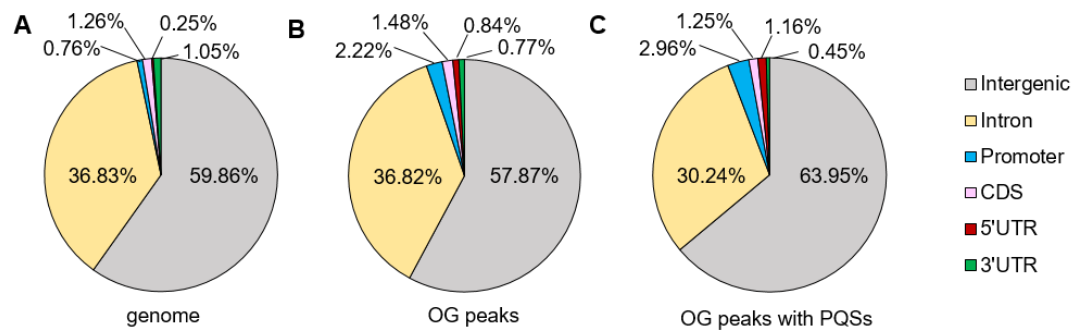 A
1.26%
0.25%
0.76%
1.05%
36.83%
59.86%
genome
B
1.48%
0.84%
2.22%
0.77%
36.82%
57.87%
OG peaks
C
1.25%
1.16%
2.96%
0.45%
30.24%
63.95%
OG peaks with PQSs
Intergenic
Intron
Promoter
CDS
5'UTR
3'UTR